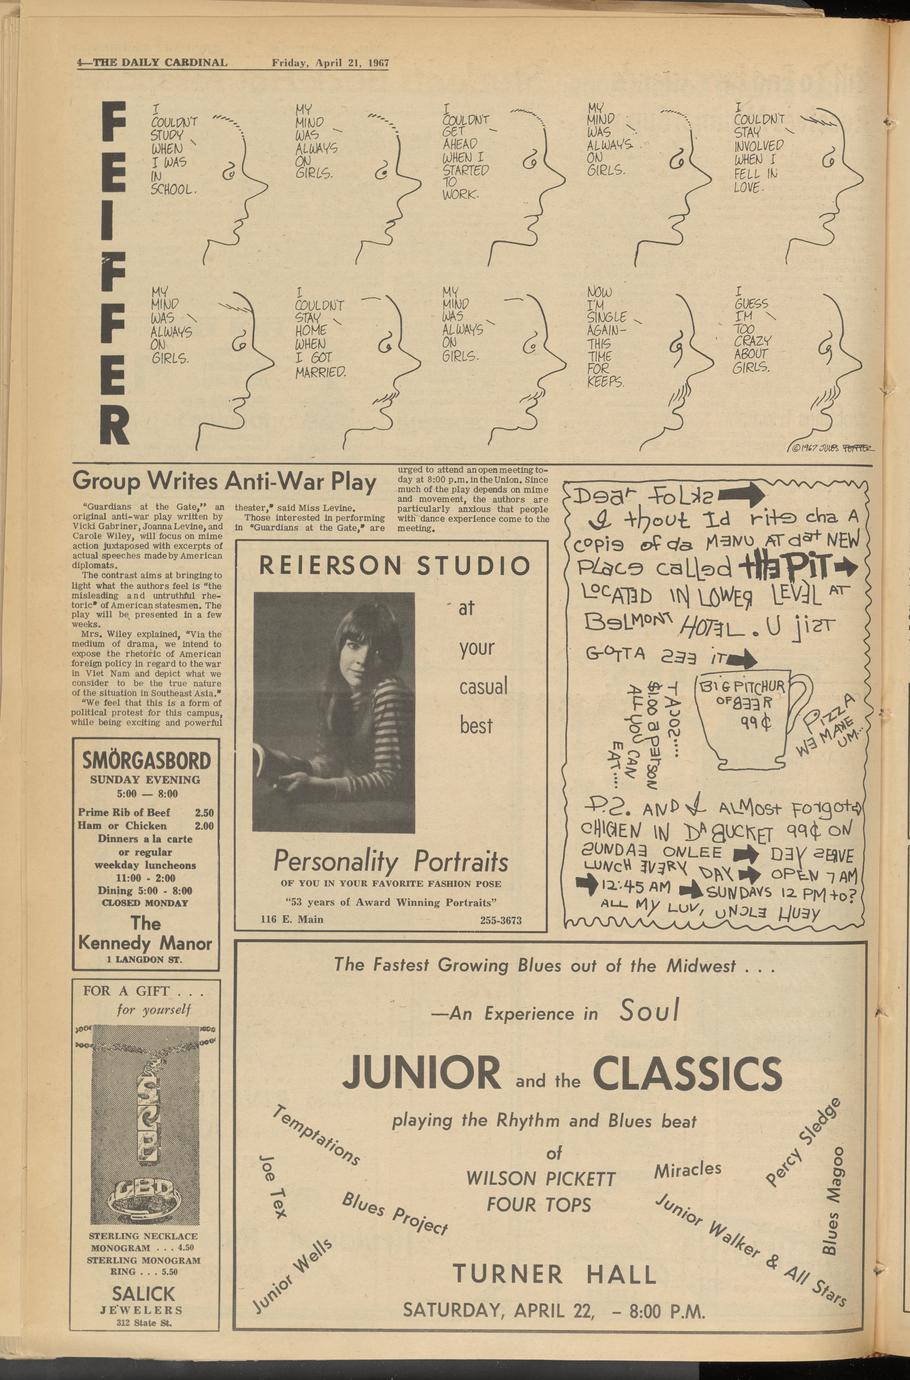 4—THE DAILY CARDINAL Friday, April 21, 1967
FEIFFER
I
COULDN'T
STUDY
WHEN
I WAS
IN
SCHOOL.
MY
MIND
WAS
ALWAYS
ON
GIRLS.
I
COULDN'T
GET
AHEAD
WHEN I
STARTED
TO
WORK.
MY
MIND
WAS
ALWAYS
ON
GIRLS.
I
COULDN'T
STAY
INVOLVED
WHEN I
FELL IN
LOVE.
MY
MIND
WAS
ALWAYS
ON
GIRLS.
I
COULDN'T
STAY
HOME
WHEN
I GOT
MARRIED.
MY
MIND
WAS
ALWAYS
ON
GIRLS.
NOW
I'M
SINGLE
AGAIN—
THIS
TIME
FOR
KEEPS.
I
GUESS
I'M
TOO
CRAZY
ABOUT
GIRLS.
©1967 JULES FEIFFER
Group Writes Anti-War Play
"Guardians at the Gate," an
original anti-war play written by
Vicki Gabriner, Joanna Levine, and
Carole Wiley, will focus on mime
action juxtaposed with excerpts of
actual speeches made by American
diplomats.
The contrast aims at bringing to
light what the authors feel is "the
misleading and untruthful rhe-
toric" of American statesmen. The
play will be presented in a few
weeks.
Mrs. Wiley explained, "Via the
medium of drama, we intend to
expose the rhetoric of American
foreign policy in regard to the war
in Viet Nam and depict what we
consider to be the true nature
of the situation in Southeast Asia."
"We feel that this is a form of
political protest for this campus,
while being exciting and powerful
theater," said Miss Levine.
Those interested in performing
in "Guardians at the Gate," are
urged to attend an open meeting to-
day at 8:00 p.m. in the Union. Since
much of the play depends on mime
and movement, the authors are
particularly anxious that people
with dance experience come to the
meeting.
SMÖRGASBORD
SUNDAY EVENING
5:00 — 8:00
Prime Rib of Beef 2.50
Ham or Chicken 2.00
Dinners a la carte
or regular
weekday luncheons
11:00 - 2:00
Dining 5:00 - 8:00
CLOSED MONDAY
The
Kennedy Manor
1 LANGDON ST.
FOR A GIFT . . .
for yourself
STERLING NECKLACE
MONOGRAM . . . 4.50
STERLING MONOGRAM
RING . . . 5.50
SALICK
JEWELERS
312 State St.
REIERSON STUDIO
at
your
casual
best
Personality Portraits
OF YOU IN YOUR FAVORITE FASHION POSE
"53 years of Award Winning Portraits"
116 E. Main 255-3673
Dear folks
I thout Id rite cha A
copie of da MENU AT dat NEW
Place called tHE PiT
LOCATED IN LOWER LEVEL AT
BelMONT HOTEL. U jist
GOTTA SEE iT
TACOS....
$1.00 A PERSON
ALL YOU CAN
EAT....
BIG PITCHUR
OF BEER
99¢
PIZZA
WE MAKE
UM...
P.S. AND I ALMOST Forgot
CHIGIEN IN DA BUCKET 99¢ ON
SUNDAE ONLEE DEY SERVE
LUNCH EVERY DAY OPEN 7 AM
12:45 AM SUNDAYS 12 PM to?
ALL MY LUV, UNCLE HUEY
The Fastest Growing Blues out of the Midwest . . .
—An Experience in Soul
JUNIOR and the CLASSICS
playing the Rhythm and Blues beat
of
WILSON PICKETT
FOUR TOPS
Temptations
Joe Tex
Blues Project
Junior Wells
Miracles
Percy Sledge
Blues Magoo
Junior Walker & All Stars
TURNER HALL
SATURDAY, APRIL 22, – 8:00 P.M.